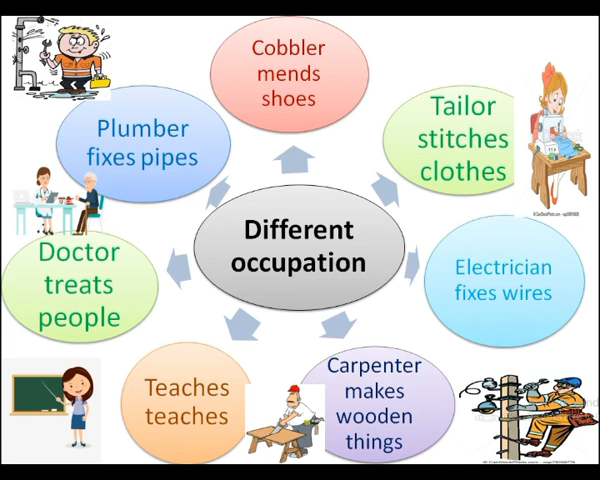 Cobbler
mends
shoes
Plumber
fixes pipes
Tailor
stitches
clothes
Different
occupation
Doctor
treats
people
Electrician
fixes wires
Teaches
teaches
Carpenter
makes
wooden
things